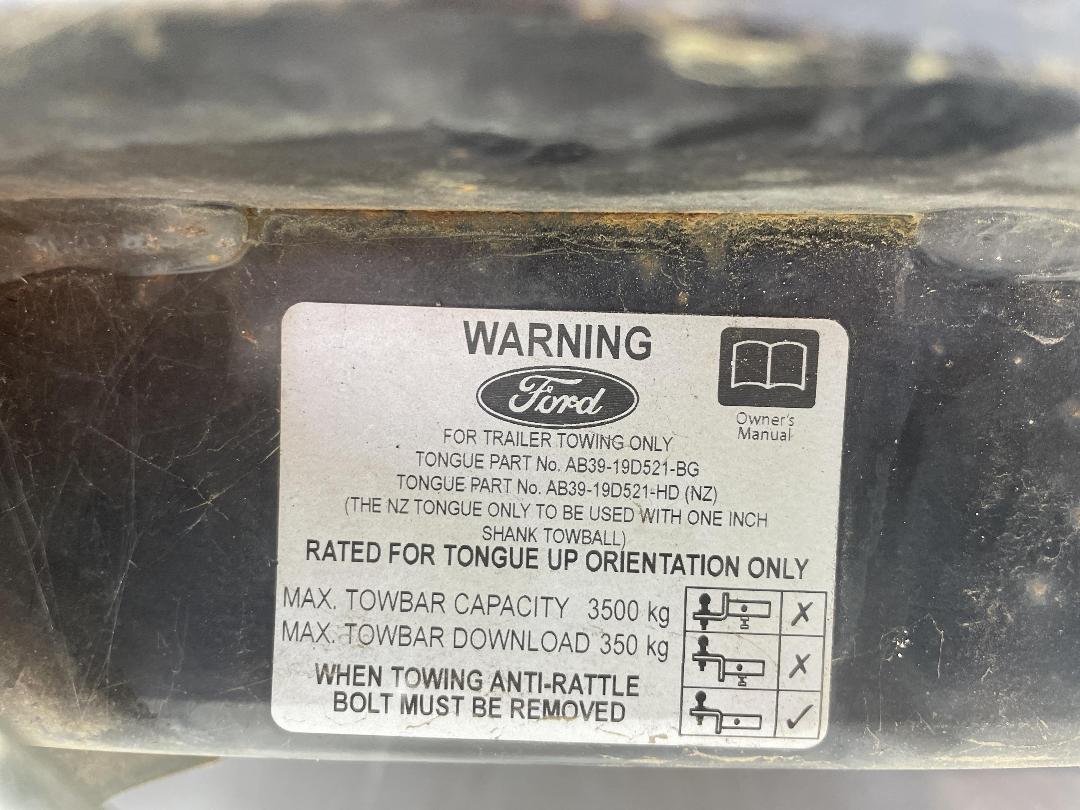 WARNING
Ford
Owner's
Manual
FOR TRAILER TOWING ONLY
TONGUE PART No. AB39-19D521-BG
TONGUE PART No. AB39-19D521-HD (NZ)
(THE NZ TONGUE ONLY TO BE USED WITH ONE INCH
SHANK TOWBALL)
RATED FOR TONGUE UP ORIENTATION ONLY
MAX. TOWBAR CAPACITY 3500 kg
MAX. TOWBAR DOWNLOAD 350 kg
WHEN TOWING ANTI-RATTLE
BOLT MUST BE REMOVED